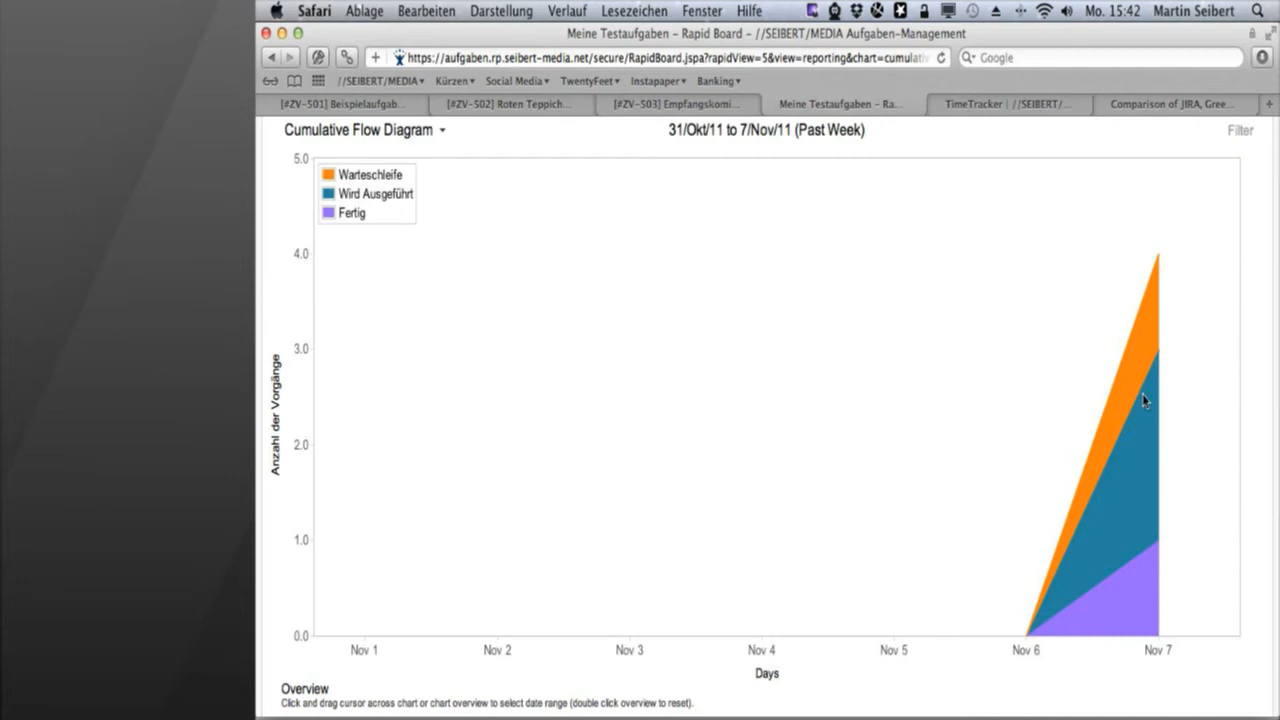 Safari Ablage Bearbeiten Darstellung Verlauf Lesezeichen Fenster Hilfe Mo. 15:42 Martin Seibert
Meine Testaufgaben – Rapid Board – //SEIBERT/MEDIA Aufgaben-Management
https://aufgaben.rp.seibert-media.net/secure/RapidBoard.jspa?rapidView=5&view=reporting&chart=cumulati Google
//SEIBERT/MEDIA Kürzen Social Media TwentyFeet Instapaper Banking
[#ZV-501] Beispielaufgab... [#ZV-502] Roten Teppich... [#ZV-503] Empfangskomi... Meine Testaufgaben – Ra... TimeTracker | //SEIBERT/... Comparison of JIRA, Gree...
Cumulative Flow Diagram 31/Okt/11 to 7/Nov/11 (Past Week) Filter
Warteschleife
Wird Ausgeführt
Fertig
5.0
4.0
3.0
2.0
1.0
0.0
Anzahl der Vorgänge
Nov 1 Nov 2 Nov 3 Nov 4 Nov 5 Nov 6 Nov 7
Days
Overview
Click and drag cursor across chart or chart overview to select date range (double click overview to reset).